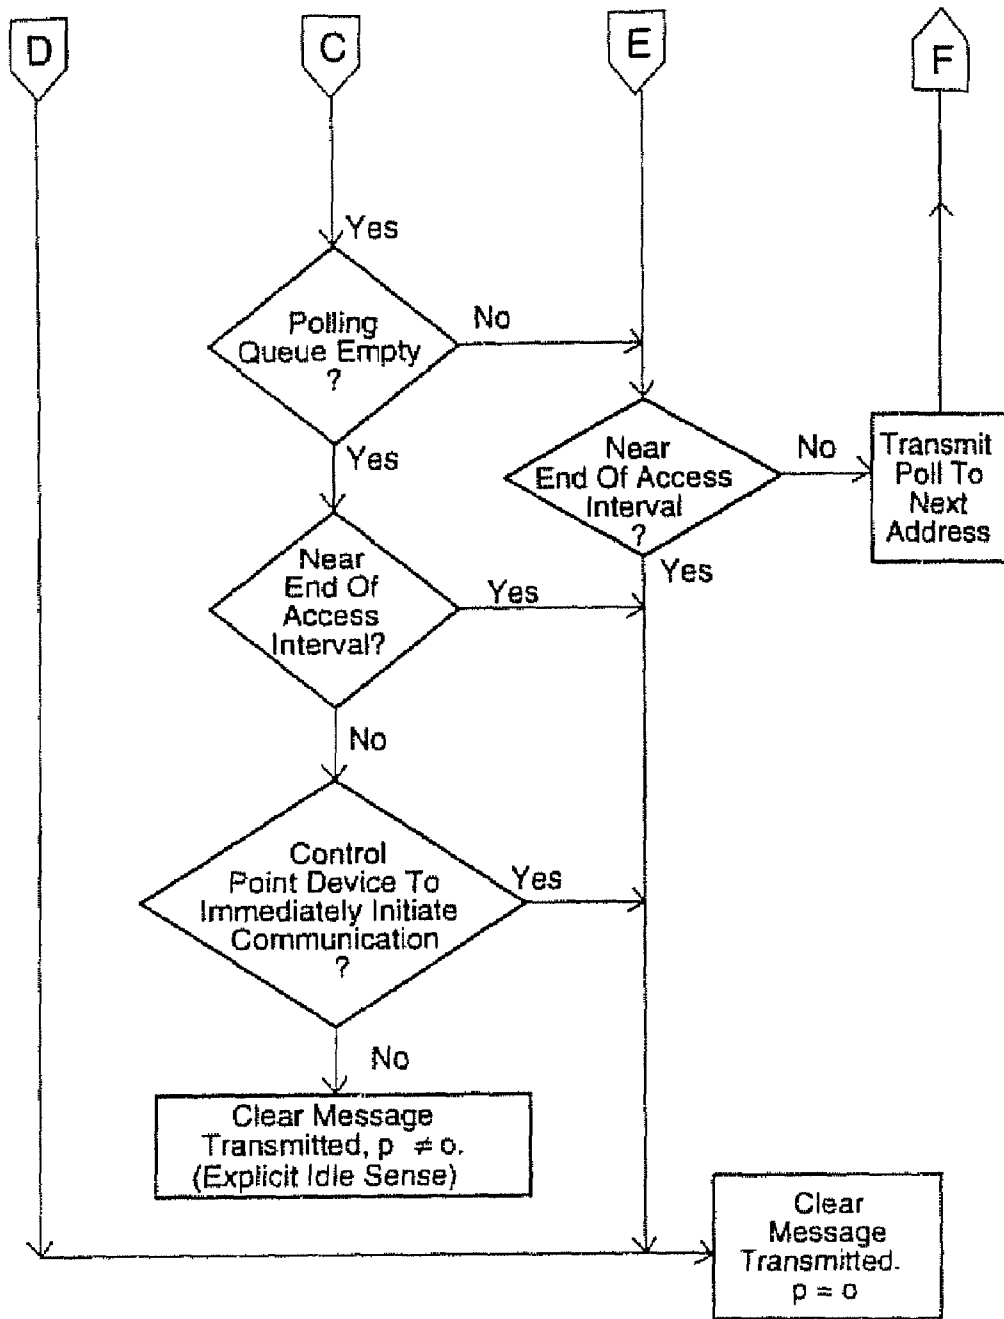 D
C
E
F
Yes
Polling
Queue Empty
?
No
Yes
Near
End Of Access
Interval
?
No
Transmit
Poll To
Next
Address
Yes
Near
End Of
Access
Interval?
Yes
No
Control
Point Device To
Immediately Initiate
Communication
?
Yes
No
Clear Message
Transmitted, p ≠ o.
(Explicit Idle Sense)
Clear
Message
Transmitted.
p = o